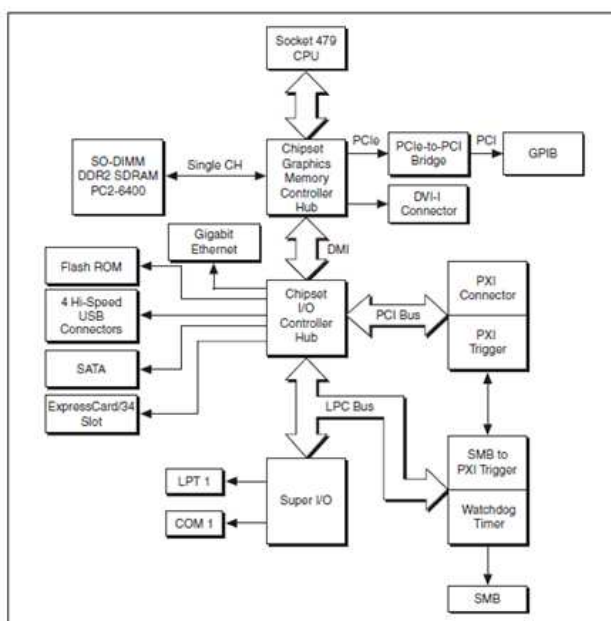 Socket 479
CPU
SO-DIMM
DDR2 SDRAM
PC2-6400
Single CH
Chipset
Graphics
Memory
Controller
Hub
PCIe
PCIe-to-PCI
Bridge
PCI
GPIB
DVI-I
Connector
Gigabit
Ethernet
DMI
Flash ROM
4 Hi-Speed
USB
Connectors
SATA
ExpressCard/34
Slot
Chipset
I/O
Controller
Hub
PCI Bus
PXI
Connector
PXI
Trigger
LPC Bus
LPT 1
COM 1
Super I/O
SMB to
PXI Trigger
Watchdog
Timer
SMB